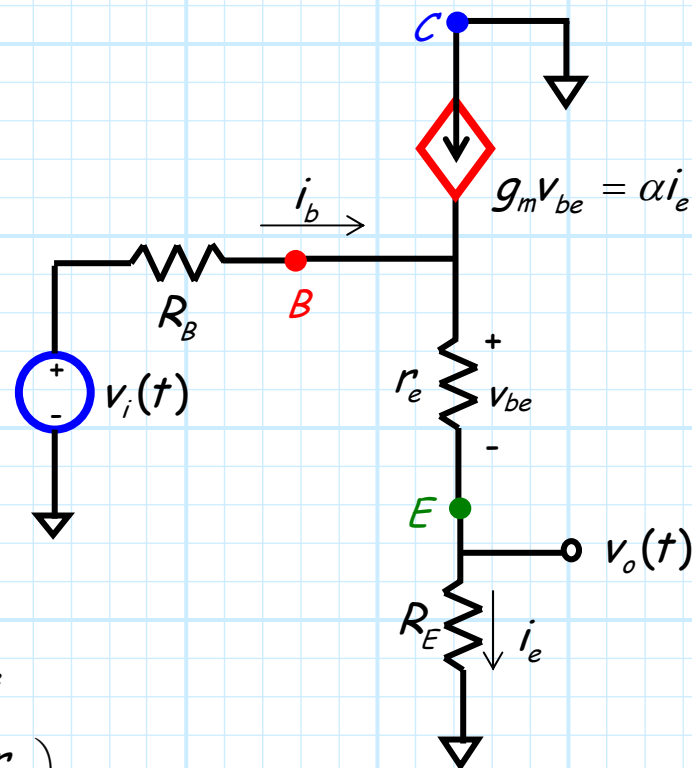 C
g_m v_be = αi_e
i_b
B
R_B
+
r_e
v_be
-
+
v_i(t)
-
E
v_o(t)
R_E
i_e
r )